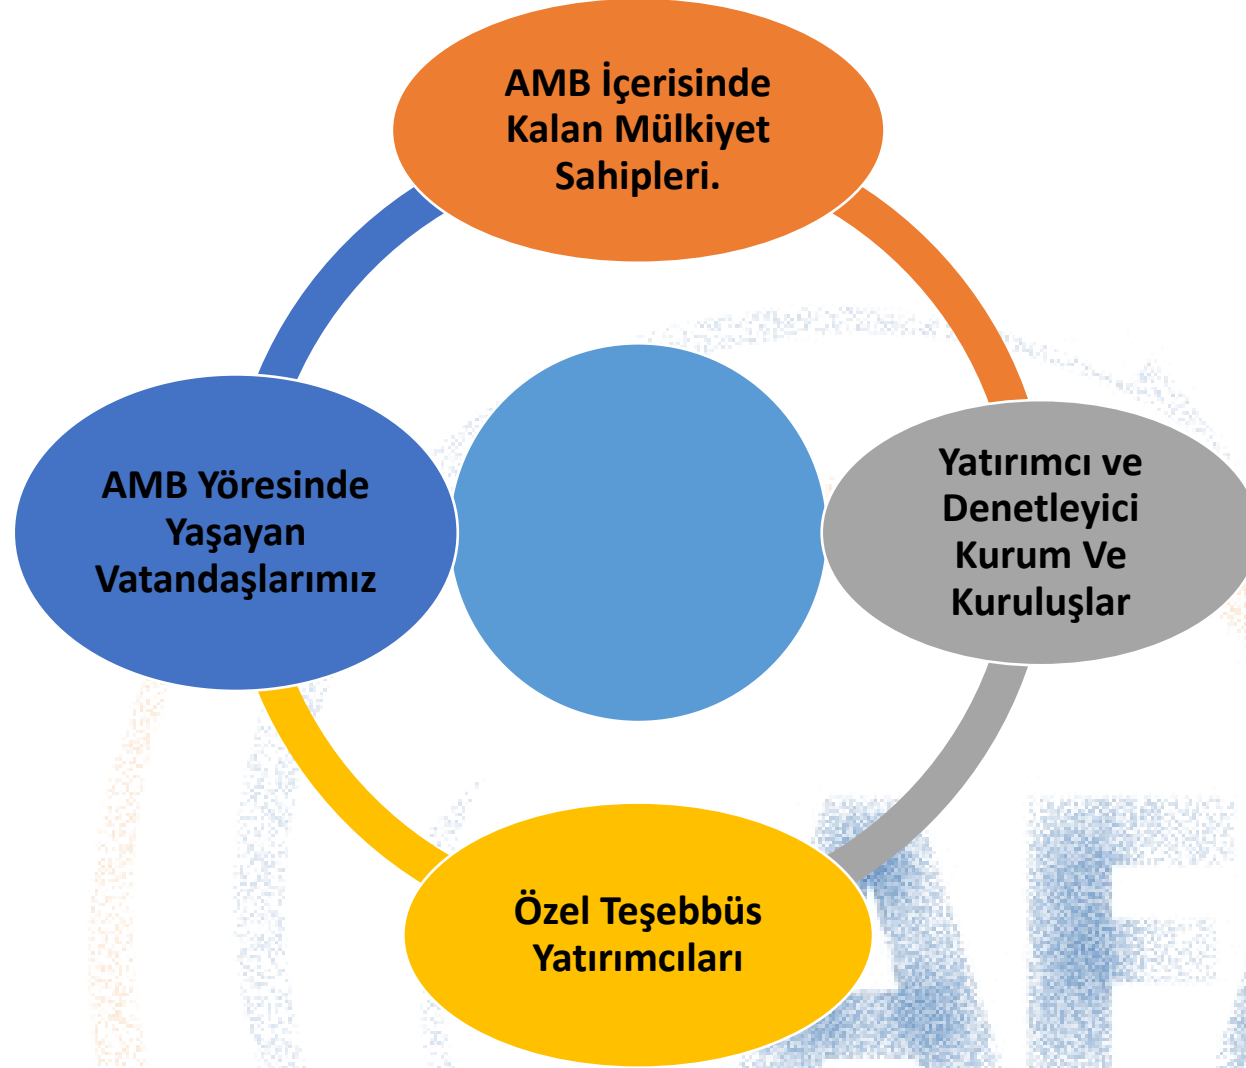 AMB İçerisinde
Kalan Mülkiyet
Sahipleri.
Yatırımcı ve
Denetleyici
Kurum Ve
Kuruluşlar
Özel Teşebbüs
Yatırımcıları
AMB Yöresinde
Yaşayan
Vatandaşlarımız